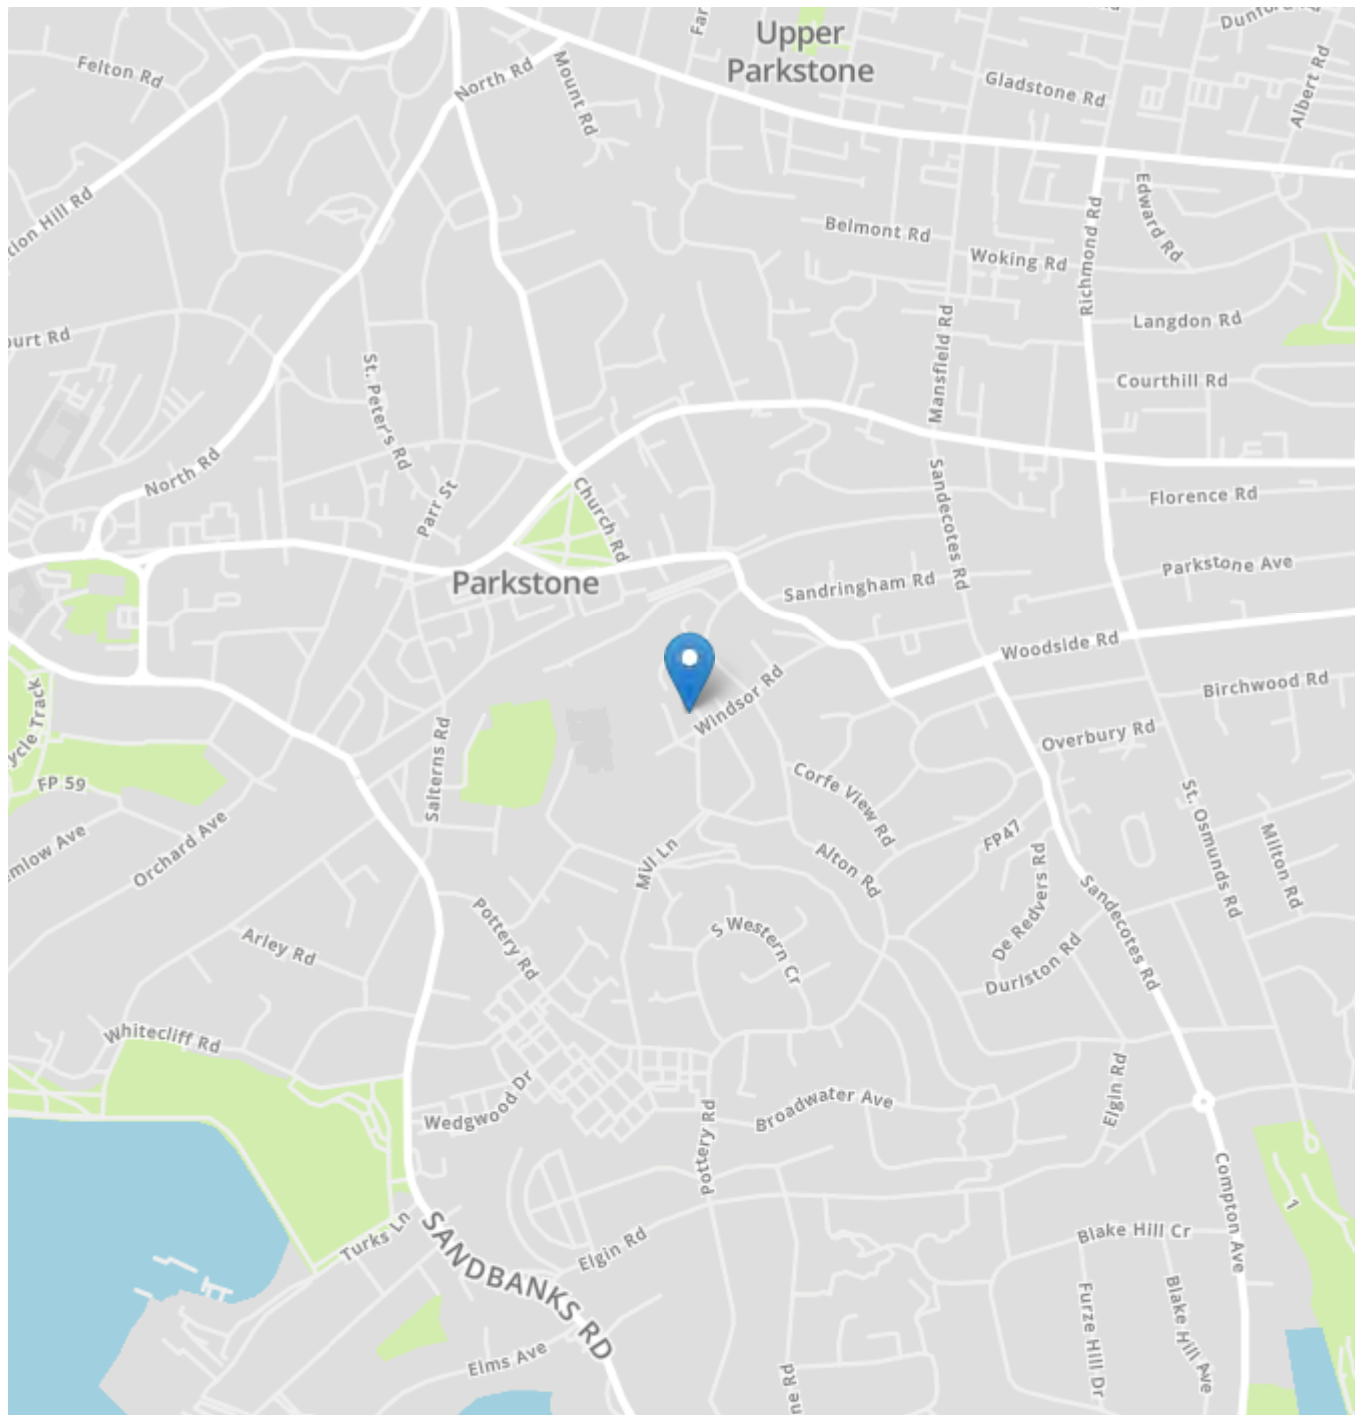 Upper
Parkstone
Felton Rd
North Rd
Mount Rd
Gladstone Rd
Albert Rd
Hill Rd
Belmont Rd
Woking Rd
Edward Rd
Richmond Rd
Langdon Rd
Mansfield Rd
Courthill Rd
St. Peter's Rd
North Rd
Parr St
Church Rd
Sandecotes Rd
Florence Rd
Parkstone Ave
Parkstone
Sandringham Rd
Woodside Rd
Birchwood Rd
Windsor Rd
Overbury Rd
Track
FP 59
Salterns Rd
Corfe View Rd
St. Osmunds Rd
FP47
Ave
Orchard Ave
Mill Ln
Alton Rd
De Redvers Rd
Milton Rd
Sandecotes Rd
Pottery Rd
Arley Rd
S Western Cr
Durlston Rd
Whitecliff Rd
Wedgwood Dr
Broadwater Ave
Elgin Rd
Pottery Rd
Compton Ave
1
Turks Ln
SANDBANKS RD
Elgin Rd
Blake Hill Cr
Furze Hill Dr
Blake Hill Ave
Elms Ave